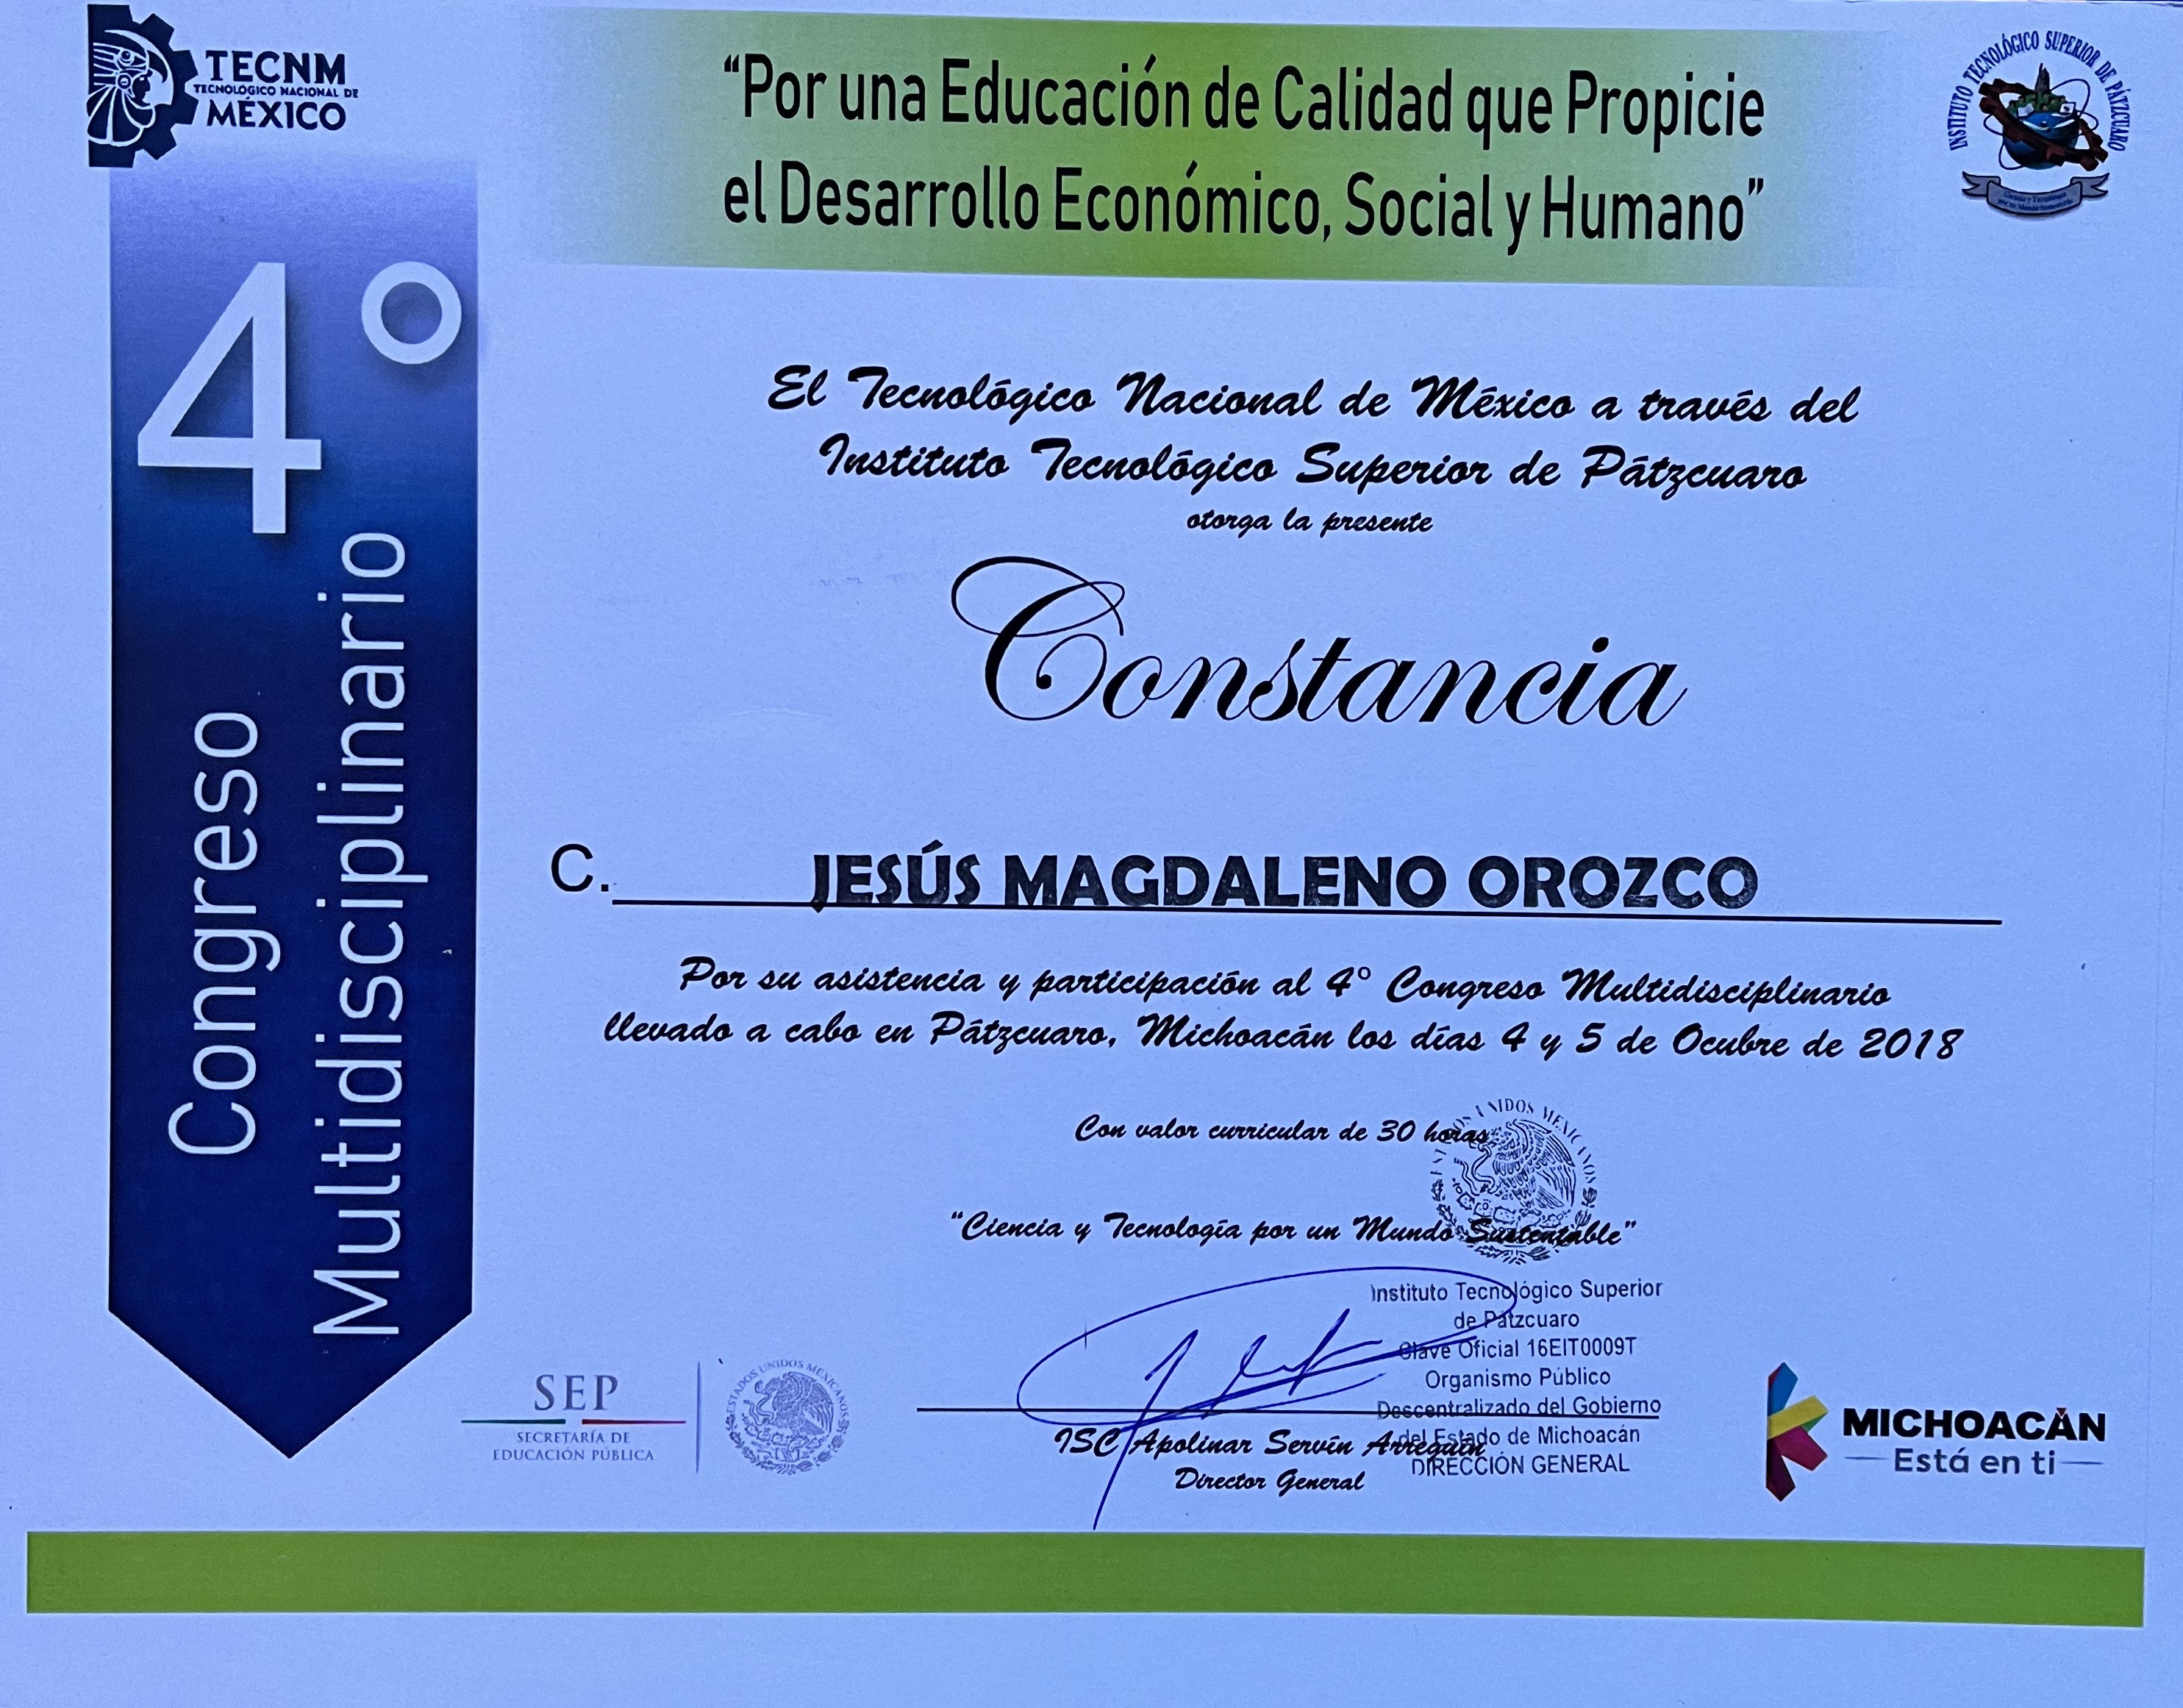 TECNM
TECNOLÓGICO NACIONAL DE
MÉXICO
“Por una Educación de Calidad que Propicie
el Desarrollo Económico, Social y Humano”
INSTITUTO TECNOLÓGICO SUPERIOR DE PÁTZCUARO
4°
Congreso
Multidisciplinario
El Tecnológico Nacional de México a través del
Instituto Tecnológico Superior de Pátzcuaro
otorga la presente
Constancia
C. JESÚS MAGDALENO OROZCO
Por su asistencia y participación al 4° Congreso Multidisciplinario
llevado a cabo en Pátzcuaro, Michoacán los días 4 y 5 de Ocubre de 2018
Con valor curricular de 30 horas
ESTADOS UNIDOS MEXICANOS
“Ciencia y Tecnología por un Mundo Sustentable”
Instituto Tecnológico Superior
de Pátzcuaro
Clave Oficial 16EIT0009T
Organismo Público
Descentralizado del Gobierno
del Estado de Michoacán
DIRECCIÓN GENERAL
ISC Apolinar Servín Arreguín
Director General
SEP
SECRETARÍA DE
EDUCACIÓN PÚBLICA
ESTADOS UNIDOS MEXICANOS
MICHOACÁN
Está en ti